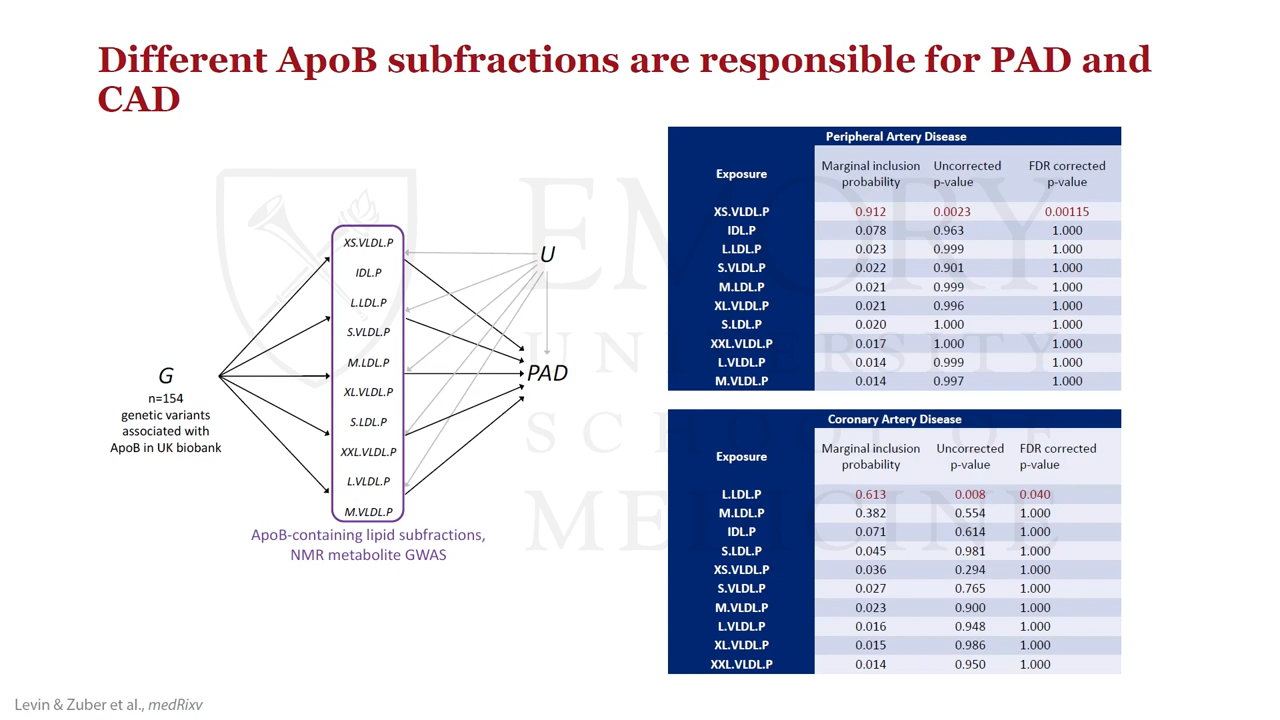 Different ApoB subfractions are responsible for PAD and
CAD
G
n=154
genetic variants
associated with
ApoB in UK biobank
XS.VLDL.P
IDL.P
L.LDL.P
S.VLDL.P
M.LDL.P
XL.VLDL.P
S.LDL.P
XXL.VLDL.P
L.VLDL.P
M.VLDL.P
ApoB-containing lipid subfractions,
NMR metabolite GWAS
U
PAD
Peripheral Artery Disease
Exposure Marginal inclusion probability Uncorrected p-value FDR corrected p-value
XS.VLDL.P 0.912 0.0023 0.00115
IDL.P 0.078 0.963 1.000
L.LDL.P 0.023 0.999 1.000
S.VLDL.P 0.022 0.901 1.000
M.LDL.P 0.021 0.999 1.000
XL.VLDL.P 0.021 0.996 1.000
S.LDL.P 0.020 1.000 1.000
XXL.VLDL.P 0.017 1.000 1.000
L.VLDL.P 0.014 0.999 1.000
M.VLDL.P 0.014 0.997 1.000
Coronary Artery Disease
Exposure Marginal inclusion probability Uncorrected p-value FDR corrected p-value
L.LDL.P 0.613 0.008 0.040
M.LDL.P 0.382 0.554 1.000
IDL.P 0.071 0.614 1.000
S.LDL.P 0.045 0.981 1.000
XS.VLDL.P 0.036 0.294 1.000
S.VLDL.P 0.027 0.765 1.000
M.VLDL.P 0.023 0.900 1.000
L.VLDL.P 0.016 0.948 1.000
XL.VLDL.P 0.015 0.986 1.000
XXL.VLDL.P 0.014 0.950 1.000
EMORY
UNIVERSITY
SCHOOL OF
MEDICINE
Levin & Zuber et al., medRixv